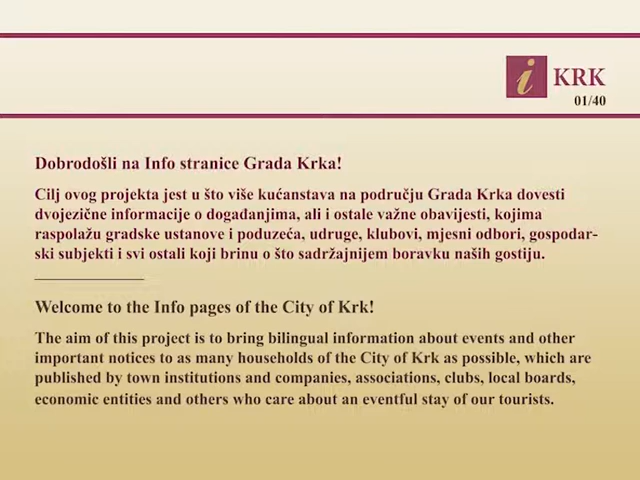 i KRK
01/40
Dobrodošli na Info stranice Grada Krka!
Cilj ovog projekta jest u što više kućanstava na području Grada Krka dovesti
dvojezične informacije o događanjima, ali i ostale važne obavijesti, kojima
raspolažu gradske ustanove i poduzeća, udruge, klubovi, mjesni odbori, gospodar-
ski subjekti i svi ostali koji brinu o što sadržajnijem boravku naših gostiju.
Welcome to the Info pages of the City of Krk!
The aim of this project is to bring bilingual information about events and other
important notices to as many households of the City of Krk as possible, which are
published by town institutions and companies, associations, clubs, local boards,
economic entities and others who care about an eventful stay of our tourists.